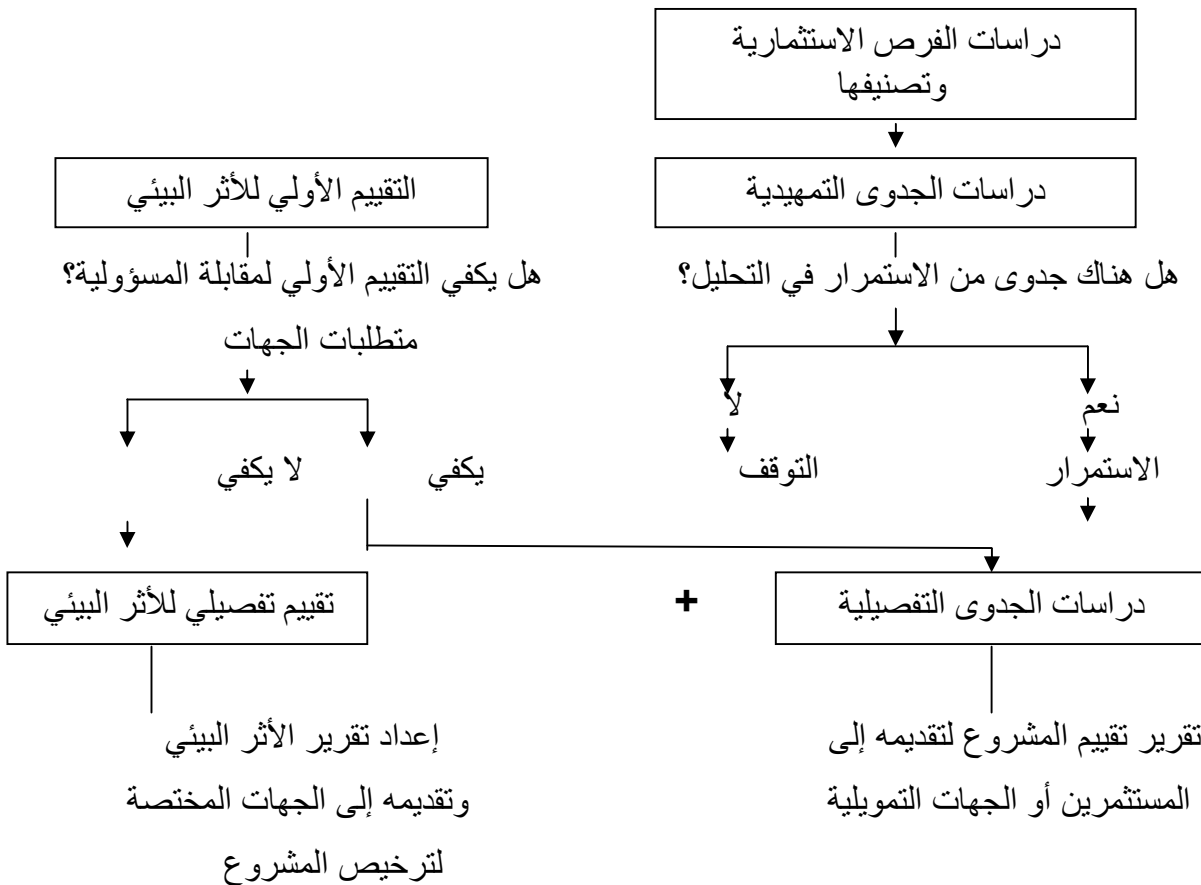 دراسات الفرص الاستثمارية
وتصنيفها
دراسات الجدوى التمهيدية
التقييم الأولي للأثر البيئي
هل هناك جدوى من الاستمرار في التحليل؟
هل يكفي التقييم الأولي لمقابلة المسؤولية؟
متطلبات الجهات
نعم
لا
الاستمرار
التوقف
يكفي
لا يكفي
دراسات الجدوى التفصيلية
+
تقييم تفصيلي للأثر البيئي
تقرير تقييم المشروع لتقديمه إلى
المستثمرين أو الجهات التمويلية
إعداد تقرير الأثر البيئي
وتقديمه إلى الجهات المختصة
لترخيص المشروع